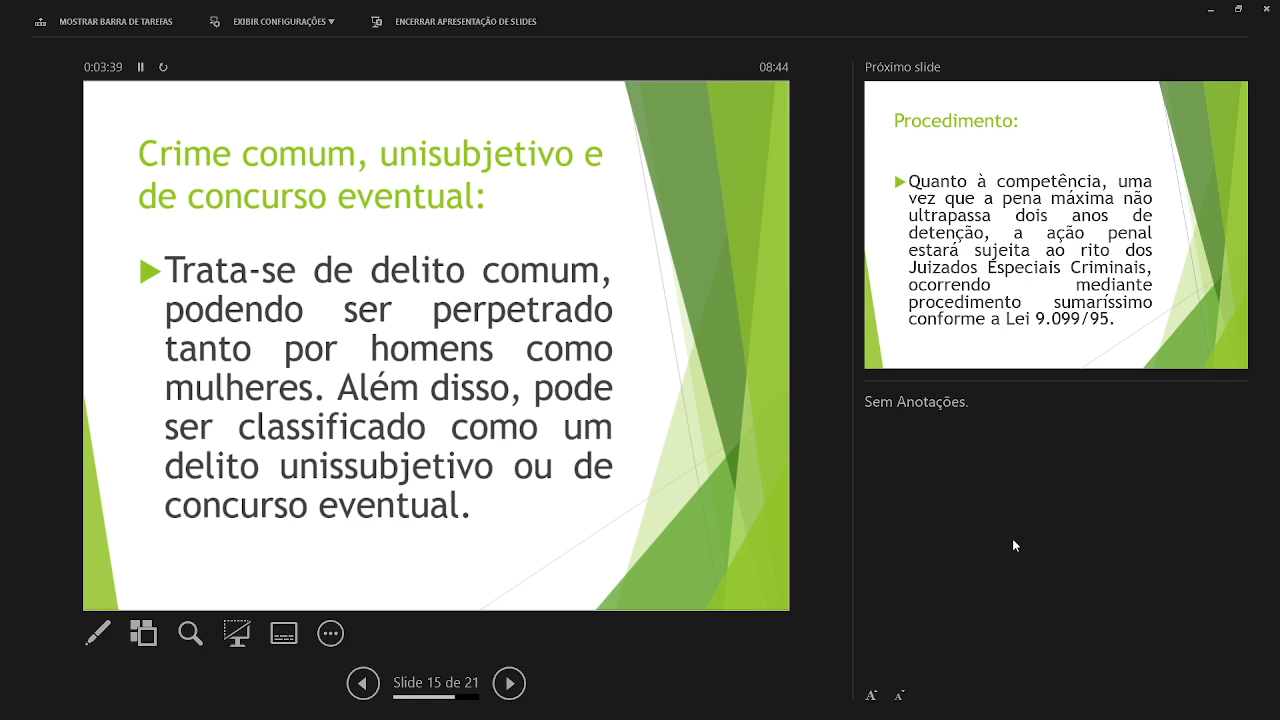 MOSTRAR BARRA DE TAREFAS
EXIBIR CONFIGURAÇÕES ▼
ENCERRAR APRESENTAÇÃO DE SLIDES
0:03:39
08:44
Crime comum, unisubjetivo e
de concurso eventual:
Trata-se de delito comum,
podendo ser perpetrado
tanto por homens como
mulheres. Além disso, pode
ser classificado como um
delito unissubjetivo ou de
concurso eventual.
Slide 15 de 21
Próximo slide
Procedimento:
Quanto à competência, uma
vez que a pena máxima não
ultrapassa dois anos de
detenção, a ação penal
estará sujeita ao rito dos
Juizados Especiais Criminais,
ocorrendo mediante
procedimento sumaríssimo
conforme a Lei 9.099/95.
Sem Anotações.
A A